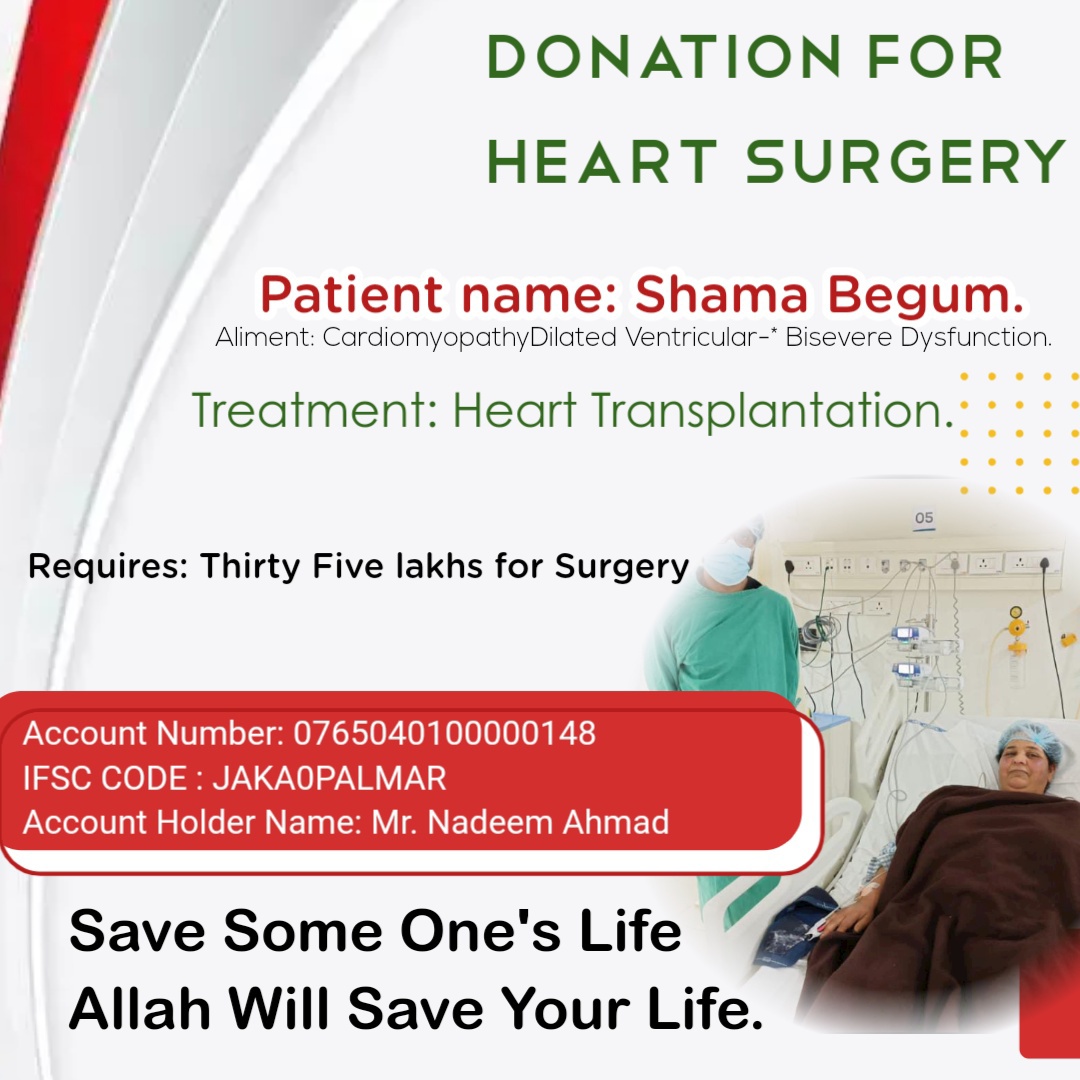 DONATION FOR
HEART SURGERY
Patient name: Shama Begum.
Aliment: CardiomyopathyDilated Ventricular-* Bisevere Dysfunction.
Treatment: Heart Transplantation.
05
Requires: Thirty Five lakhs for Surgery
Account Number: 0765040100000148
IFSC CODE : JAKA0PALMAR
Account Holder Name: Mr. Nadeem Ahmad
Save Some One's Life
Allah Will Save Your Life.